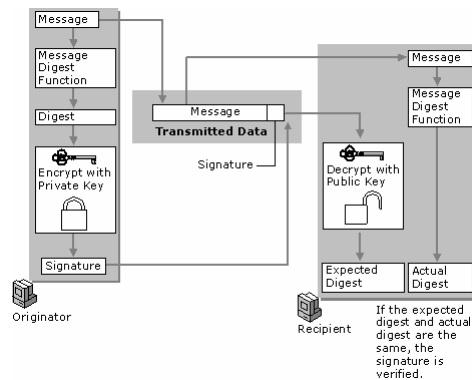 Message
Message
Digest
Function
Digest
Encrypt with
Private Key
Signature
Originator
Message
Transmitted Data
Signature
Message
Message
Digest
Function
Decrypt with
Public Key
Expected
Digest
Actual
Digest
Recipient
If the expected
digest and actual
digest are the
same, the
signature is
verified.